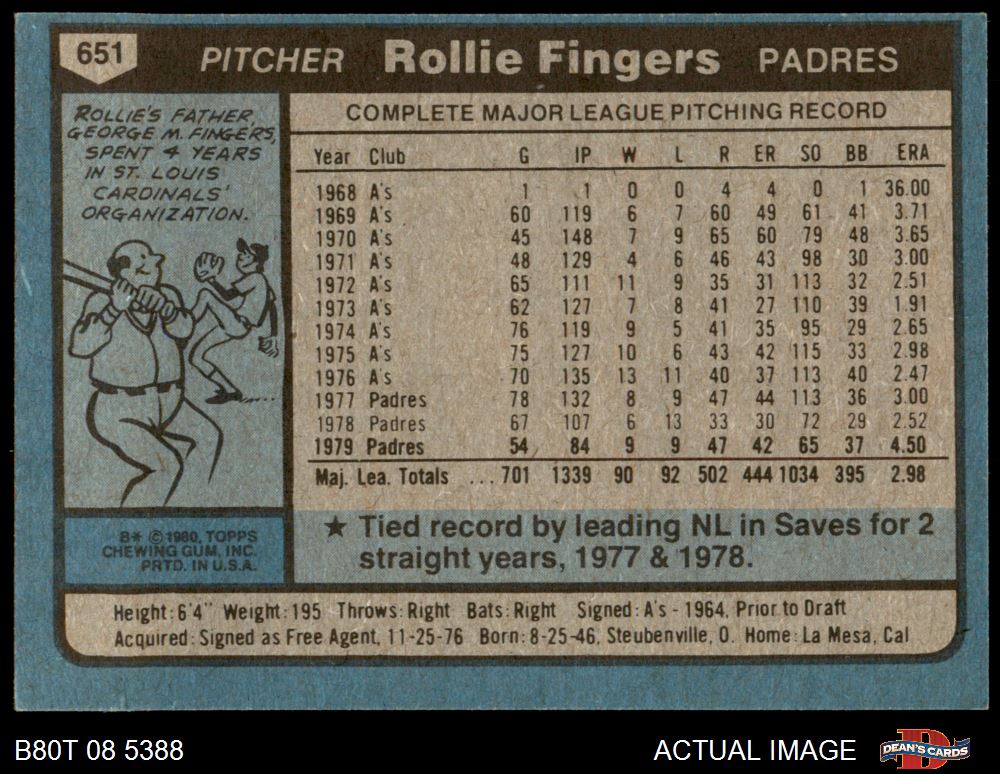 651 PITCHER Rollie Fingers PADRES
ROLLIE'S FATHER,
GEORGE M. FINGERS,
SPENT 4 YEARS
IN ST. LOUIS
CARDINALS'
ORGANIZATION.
COMPLETE MAJOR LEAGUE PITCHING RECORD
Year Club G IP W L R ER SO BB ERA
1968 A's 1 1 0 0 4 4 0 1 36.00
1969 A's 60 119 6 7 60 49 61 41 3.71
1970 A's 45 148 7 9 65 60 79 48 3.65
1971 A's 48 129 4 6 46 43 98 30 3.00
1972 A's 65 111 11 9 35 31 113 32 2.51
1973 A's 62 127 7 8 41 27 110 39 1.91
1974 A's 76 119 9 5 41 35 95 29 2.65
1975 A's 75 127 10 6 43 42 115 33 2.98
1976 A's 70 135 13 11 40 37 113 40 2.47
1977 Padres 78 132 8 9 47 44 113 36 3.00
1978 Padres 67 107 6 13 33 30 72 29 2.52
1979 Padres 54 84 9 9 47 42 65 37 4.50
Maj. Lea. Totals ... 701 1339 90 92 502 444 1034 395 2.98
★ Tied record by leading NL in Saves for 2
straight years, 1977 & 1978.
B* © 1980, TOPPS
CHEWING GUM, INC.
PRTD. IN U.S.A.
Height: 6'4" Weight: 195 Throws: Right Bats: Right Signed: A's - 1964, Prior to Draft
Acquired: Signed as Free Agent, 11-25-76 Born: 8-25-46, Steubenville, O. Home: La Mesa, Cal
B80T 08 5388
ACTUAL IMAGE
DEAN'S CARDS